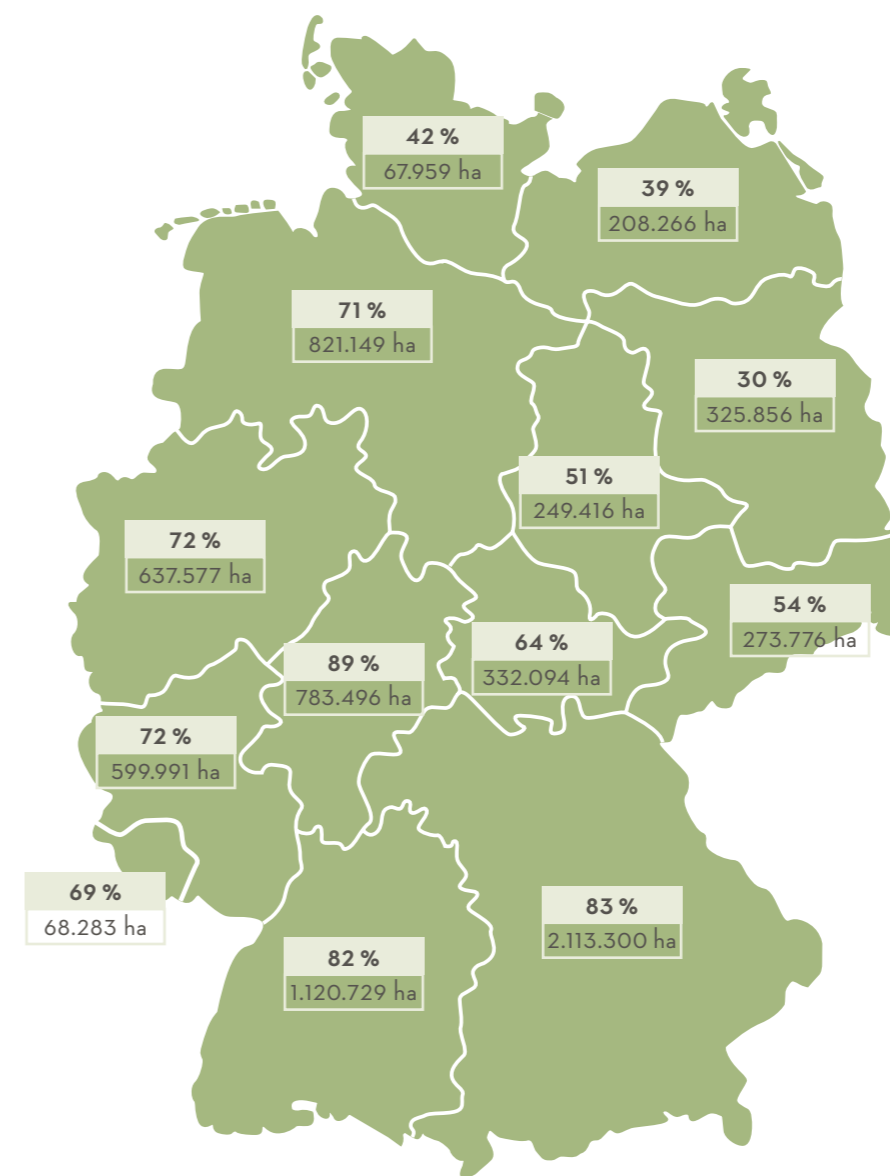 42 %
67.959 ha
39 %
208.266 ha
71 %
821.149 ha
30 %
325.856 ha
51 %
249.416 ha
72 %
637.577 ha
54 %
273.776 ha
64 %
332.094 ha
89 %
783.496 ha
72 %
599.991 ha
69 %
68.283 ha
83 %
2.113.300 ha
82 %
1.120.729 ha